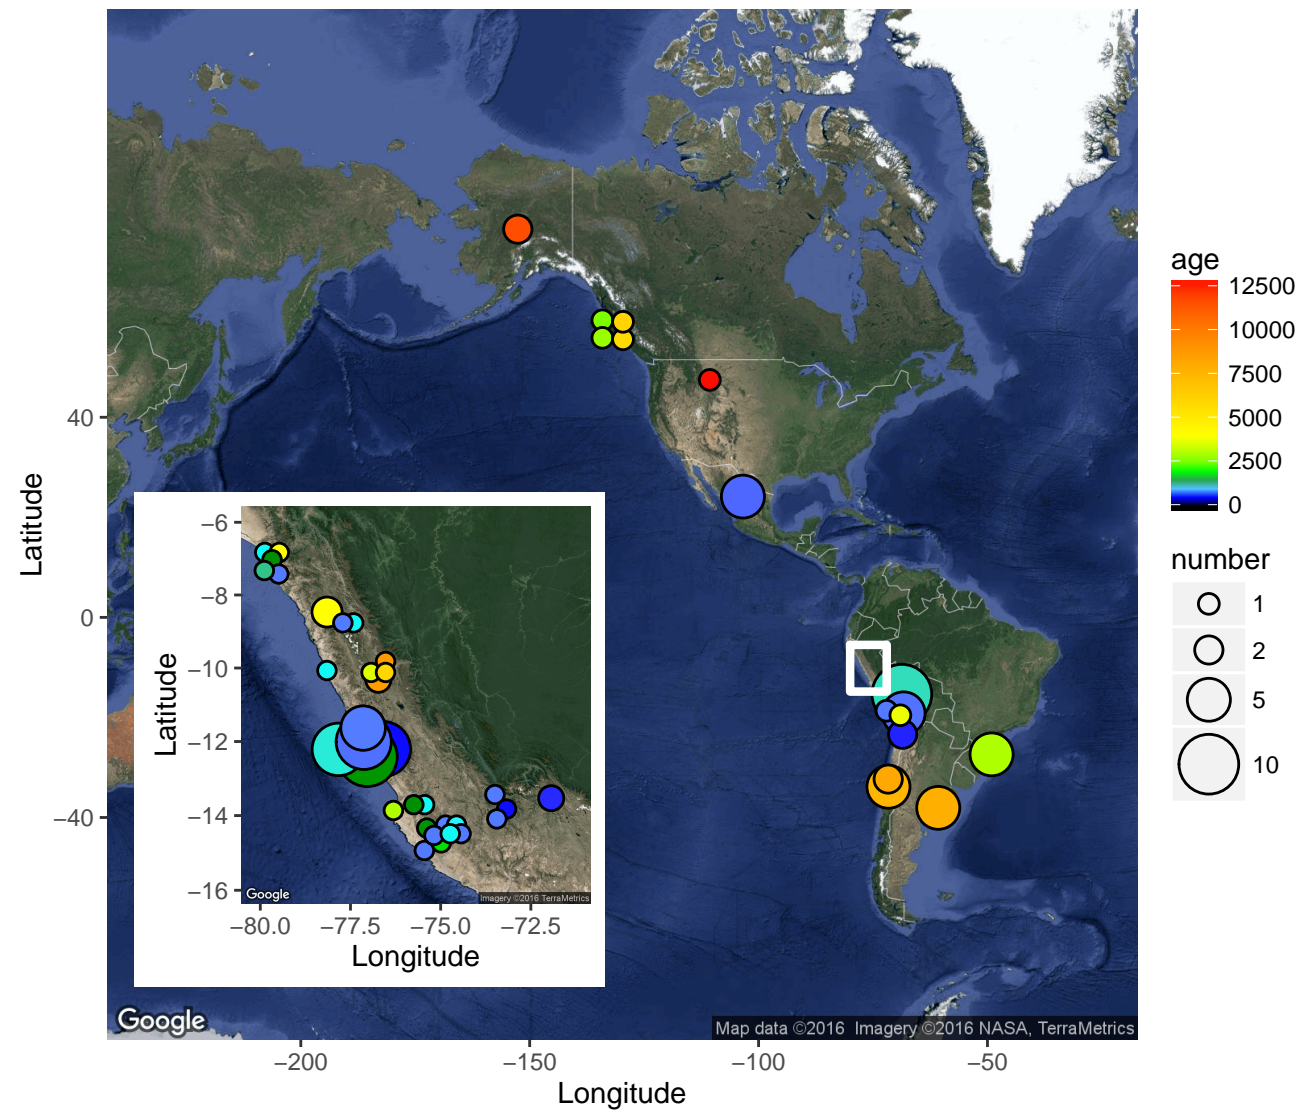 age
12500
10000
7500
5000
2500
0
number
1
2
5
10
Latitude
40
0
−40
Latitude
−6
−8
−10
−12
−14
−16
Google
Imagery ©2016 TerraMetrics
−80.0
−77.5
−75.0
−72.5
Longitude
Google
Map data ©2016 Imagery ©2016 NASA, TerraMetrics
−200
−150
−100
−50
Longitude